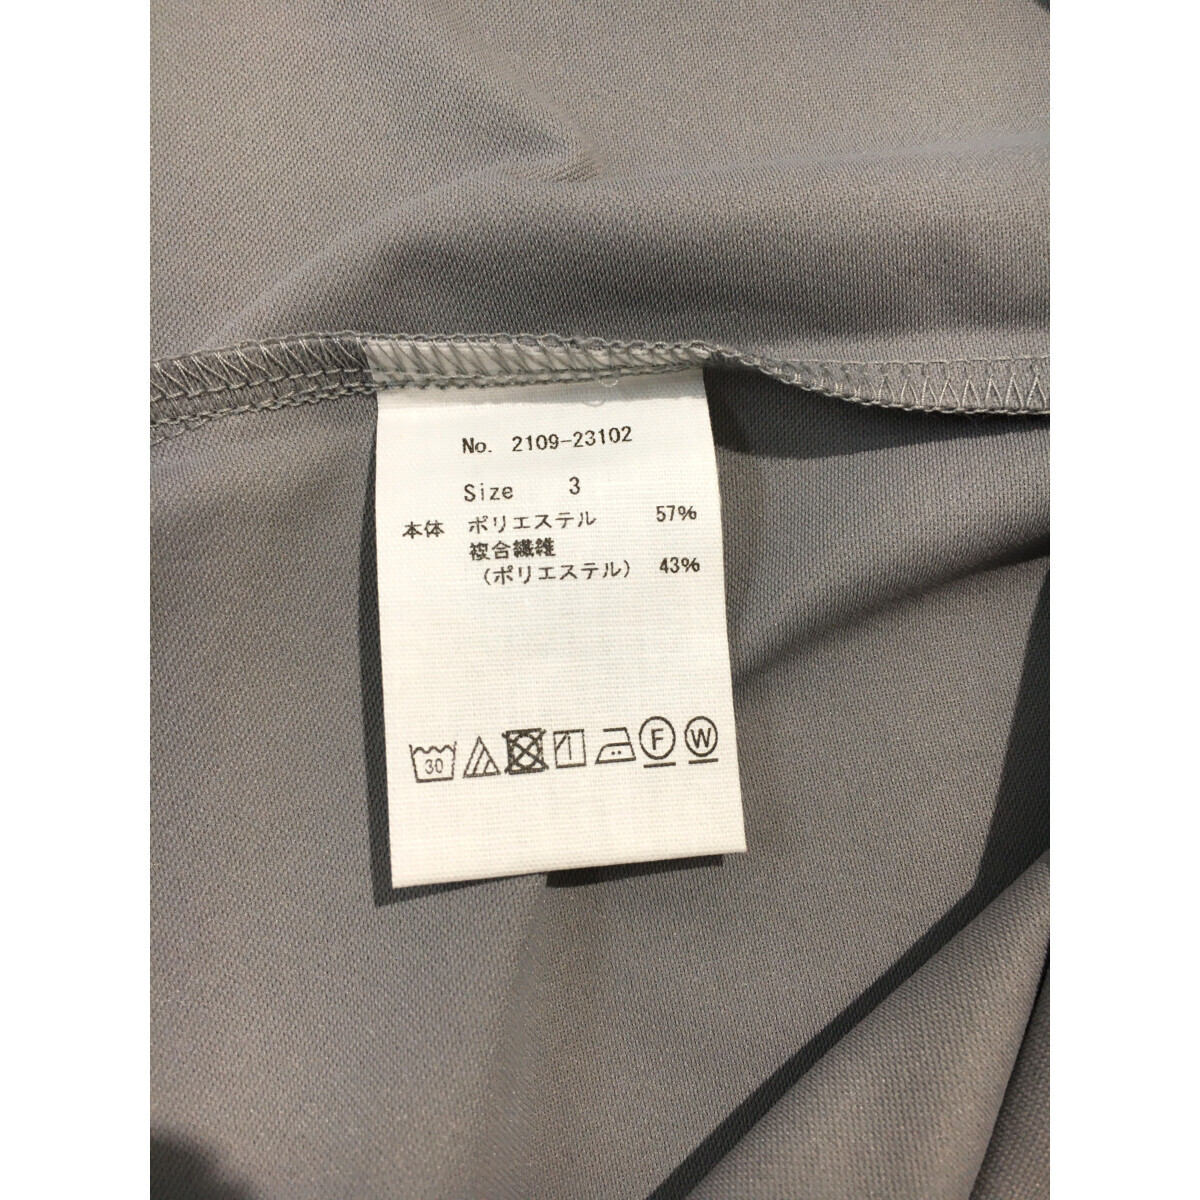 No. 2109-23102
Size 3
本体 ポリエステル 57%
複合繊維
(ポリエステル) 43%
30 F W